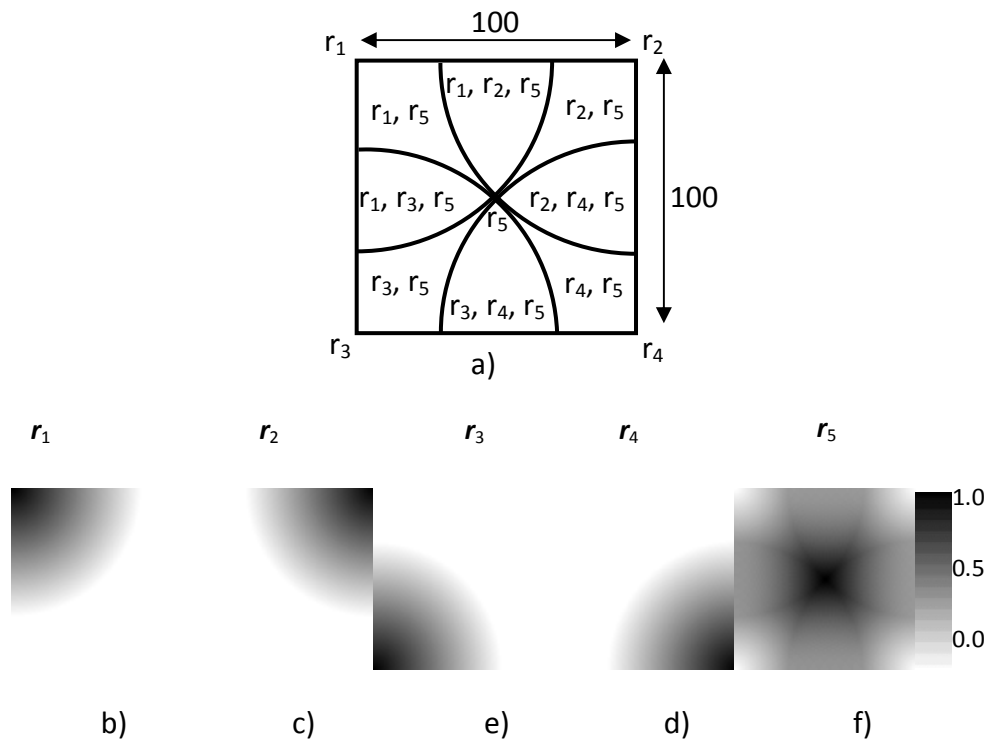 100
r₁ r₂
r₁, r₂, r₅
r₁, r₅ r₂, r₅
r₁, r₃, r₅ r₂, r₄, r₅ 100
r₅
r₃, r₅ r₄, r₅
r₃, r₄, r₅
r₃ r₄
a)
r₁ r₂ r₃ r₄ r₅
1.0
0.5
0.0
b) c) e) d) f)